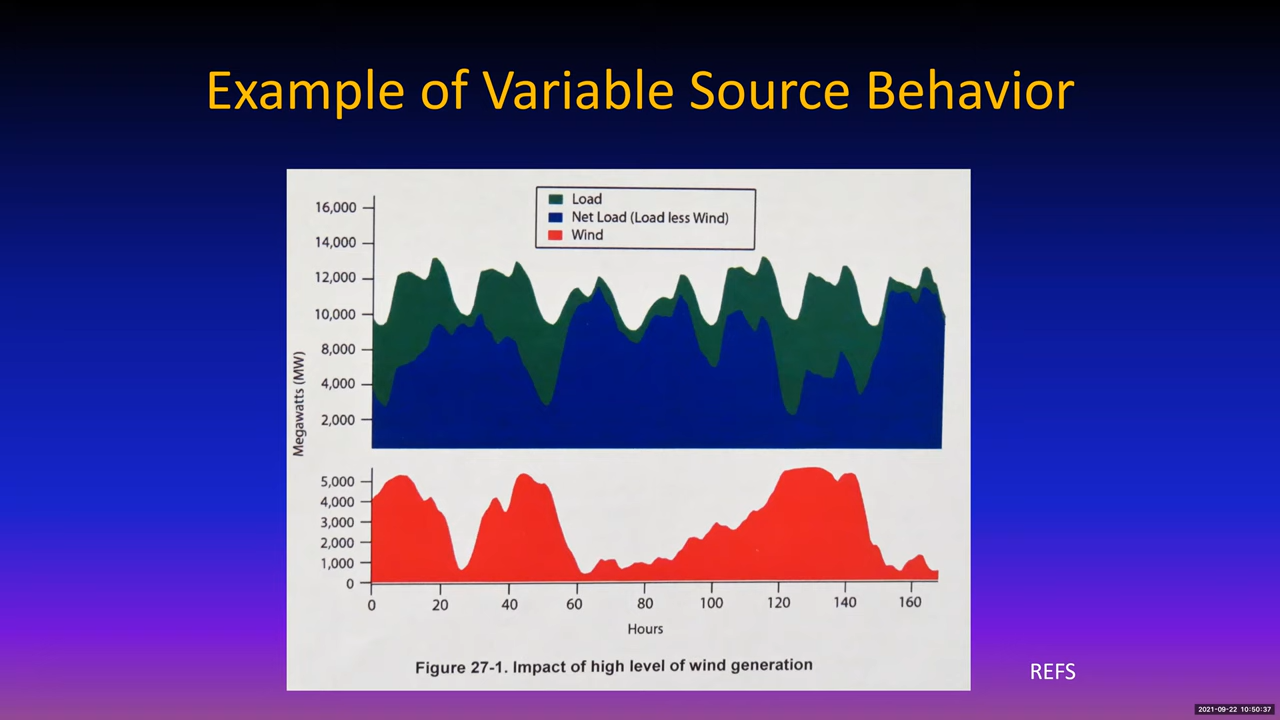 Example of Variable Source Behavior
Load
Net Load (Load less Wind)
Wind
16,000
14,000
12,000
10,000
8,000
4,000
2,000
Megawatts (MW)
5,000
4,000
3,000
2,000
1,000
0
0 20 40 60 80 100 120 140 160
Hours
Figure 27-1. Impact of high level of wind generation
REFS
2021-09-22 10:50:37